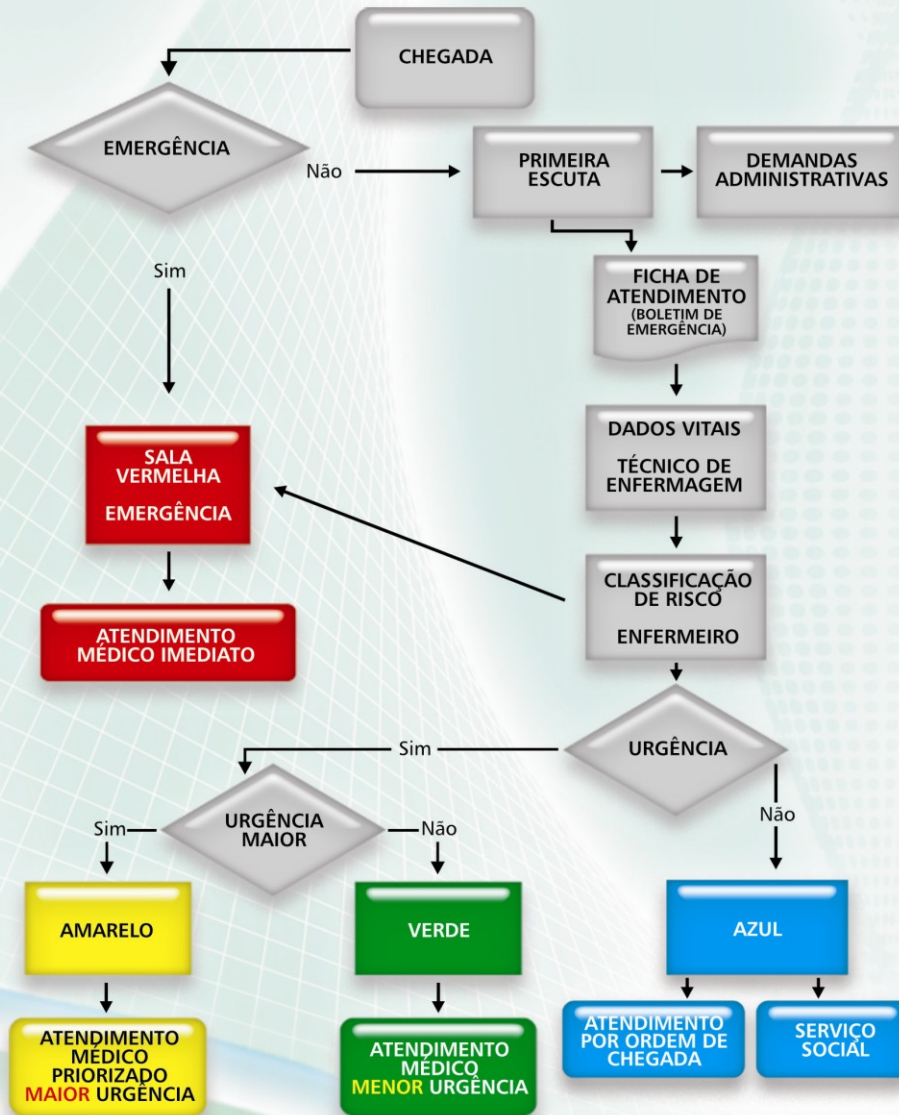 CHEGADA
EMERGÊNCIA
Não
PRIMEIRA
ESCUTA
DEMANDAS
ADMINISTRATIVAS
Sim
FICHA DE
ATENDIMENTO
(BOLETIM DE
EMERGÊNCIA)
DADOS VITAIS
TÉCNICO DE
ENFERMAGEM
SALA
VERMELHA
EMERGÊNCIA
CLASSIFICAÇÃO
DE RISCO
ENFERMEIRO
ATENDIMENTO
MÉDICO IMEDIATO
URGÊNCIA
Sim
Não
URGÊNCIA
MAIOR
Sim
Não
AMARELO
VERDE
AZUL
ATENDIMENTO
MÉDICO
PRIORIZADO
MAIOR URGÊNCIA
ATENDIMENTO
MÉDICO
MENOR URGÊNCIA
ATENDIMENTO
POR ORDEM DE
CHEGADA
SERVIÇO
SOCIAL